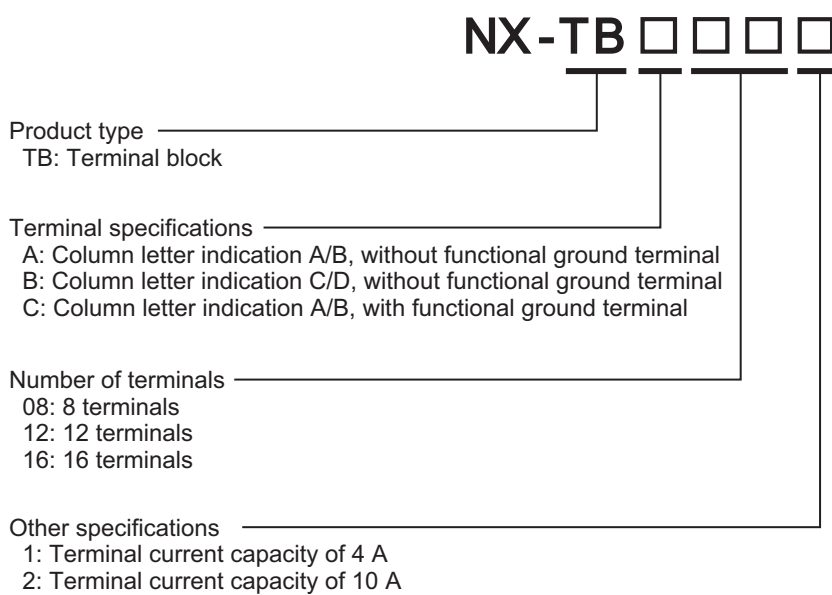 NX-TB□□□□
Product type
TB: Terminal block
Terminal specifications
A: Column letter indication A/B, without functional ground terminal
B: Column letter indication C/D, without functional ground terminal
C: Column letter indication A/B, with functional ground terminal
Number of terminals
08: 8 terminals
12: 12 terminals
16: 16 terminals
Other specifications
1: Terminal current capacity of 4 A
2: Terminal current capacity of 10 A